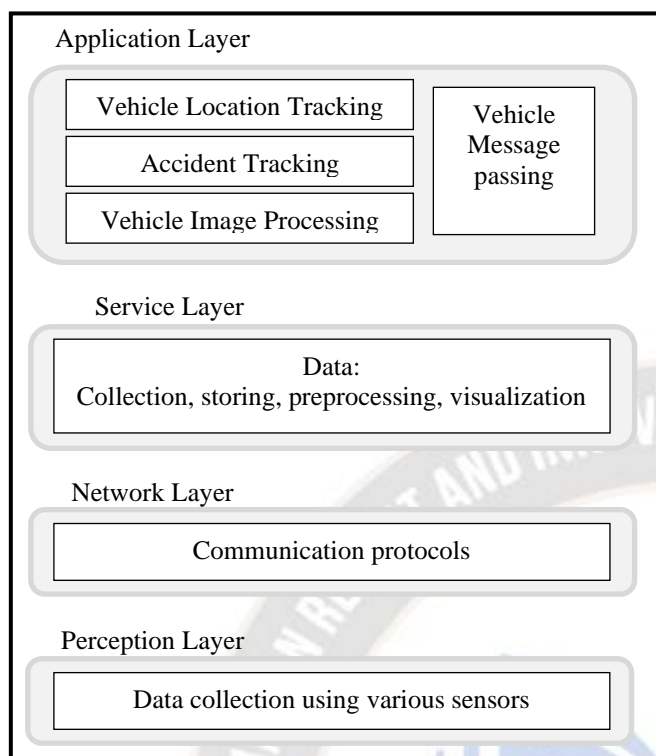 Application Layer
Vehicle Location Tracking
Accident Tracking
Vehicle Image Processing
Vehicle
Message
passing
Service Layer
Data:
Collection, storing, preprocessing, visualization
Network Layer
Communication protocols
Perception Layer
Data collection using various sensors
AND